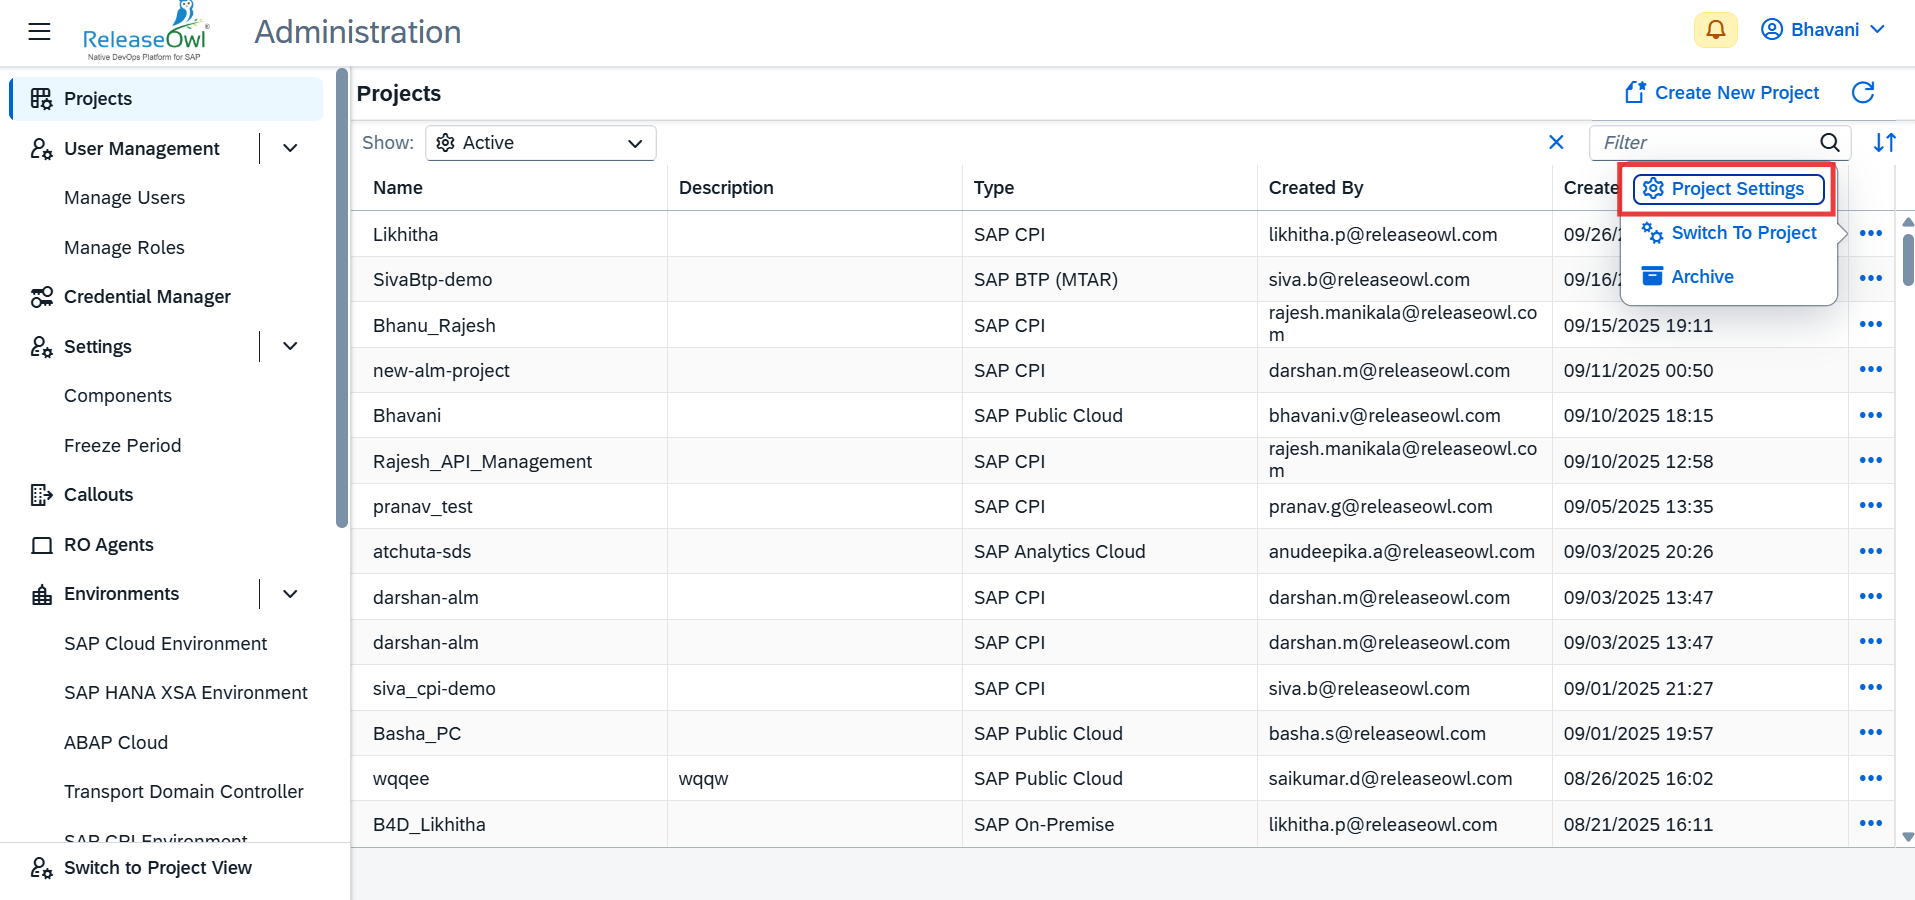 ReleaseOwl
Native DevOps Platform for SAP
Administration
Bhavani
Projects
User Management
Manage Users
Manage Roles
Credential Manager
Settings
Components
Freeze Period
Callouts
RO Agents
Environments
SAP Cloud Environment
SAP HANA XSA Environment
ABAP Cloud
Transport Domain Controller
SAP CPI Environment
Switch to Project View
Projects
Create New Project
Show: Active
Filter
Name Description Type Created By Create
Project Settings
Switch To Project
Archive
Likhitha SAP CPI likhitha.p@releaseowl.com 09/26/
SivaBtp-demo SAP BTP (MTAR) siva.b@releaseowl.com 09/16/
Bhanu_Rajesh SAP CPI rajesh.manikala@releaseowl.co
m 09/15/2025 19:11
new-alm-project SAP CPI darshan.m@releaseowl.com 09/11/2025 00:50
Bhavani SAP Public Cloud bhavani.v@releaseowl.com 09/10/2025 18:15
Rajesh_API_Management SAP CPI rajesh.manikala@releaseowl.co
m 09/10/2025 12:58
pranav_test SAP CPI pranav.g@releaseowl.com 09/05/2025 13:35
atchuta-sds SAP Analytics Cloud anudeepika.a@releaseowl.com 09/03/2025 20:26
darshan-alm SAP CPI darshan.m@releaseowl.com 09/03/2025 13:47
darshan-alm SAP CPI darshan.m@releaseowl.com 09/03/2025 13:47
siva_cpi-demo SAP CPI siva.b@releaseowl.com 09/01/2025 21:27
Basha_PC SAP Public Cloud basha.s@releaseowl.com 09/01/2025 19:57
wqqee wqqw SAP Public Cloud saikumar.d@releaseowl.com 08/26/2025 16:02
B4D_Likhitha SAP On-Premise likhitha.p@releaseowl.com 08/21/2025 16:11